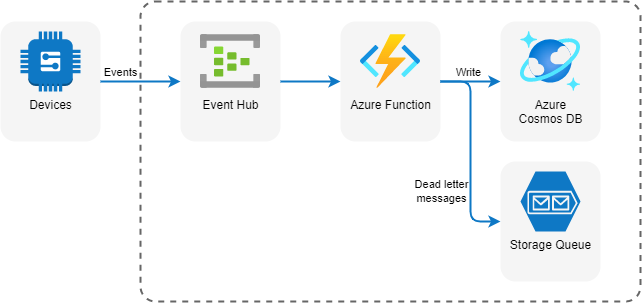 Events
Write
Devices
Event Hub
Azure Function
Azure
Cosmos DB
Dead letter
messages
Storage Queue